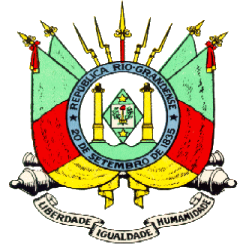 REPÚBLICA RIO-GRANDENSE
20 DE SETEMBRO DE 1835
LIBERDADE IGUALDADE HUMANIDADE